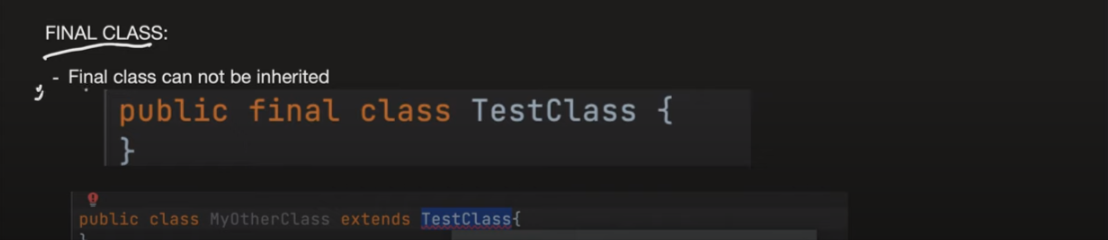 FINAL CLASS:
- Final class can not be inherited
public final class TestClass {
}
public class MyOtherClass extends TestClass{
}